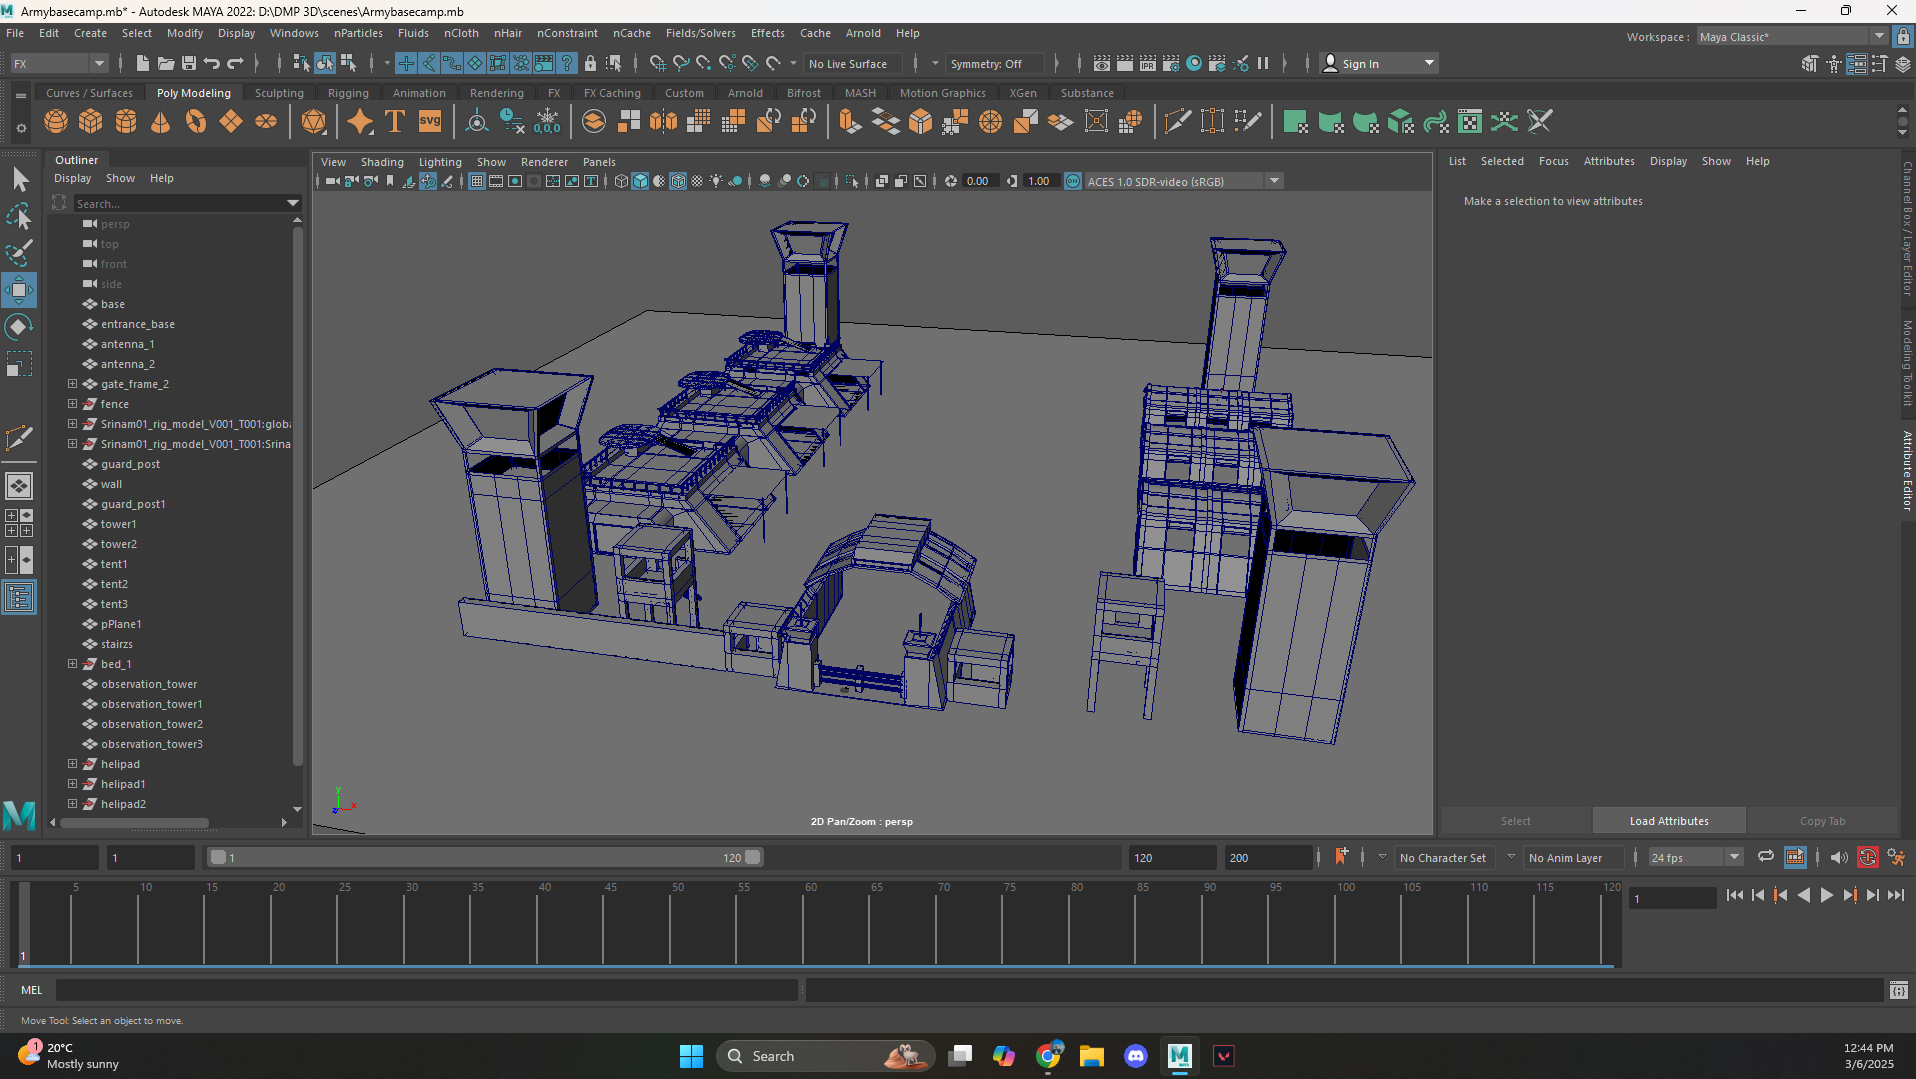 Armybasecamp.mb* - Autodesk MAYA 2022: D:\DMP 3D\scenes\Armybasecamp.mb
File Edit Create Select Modify Display Windows nParticles Fluids nCloth nHair nConstraint nCache Fields/Solvers Effects Cache Arnold Help
Workspace : Maya Classic*
FX No Live Surface Symmetry: Off Sign In
Curves / Surfaces Poly Modeling Sculpting Rigging Animation Rendering FX FX Caching Custom Arnold Bifrost MASH Motion Graphics XGen Substance
T svg 0,0,0
Outliner
Display Show Help
Search...
persp
top
front
side
base
entrance_base
antenna_1
antenna_2
gate_frame_2
fence
Srinam01_rig_model_V001_T001:globa
Srinam01_rig_model_V001_T001:Srina
guard_post
wall
guard_post1
tower1
tower2
tent1
tent2
tent3
pPlane1
stairzs
bed_1
observation_tower
observation_tower1
observation_tower2
observation_tower3
helipad
helipad1
helipad2
View Shading Lighting Show Renderer Panels
0.00 1.00 ON ACES 1.0 SDR-video (sRGB)
y
z x
2D Pan/Zoom : persp
List Selected Focus Attributes Display Show Help
Make a selection to view attributes
Channel Box / Layer Editor
Modeling Toolkit
Attribute Editor
Select Load Attributes Copy Tab
1 1 1 120 120 200 No Character Set No Anim Layer 24 fps
5 10 15 20 25 30 35 40 45 50 55 60 65 70 75 80 85 90 95 100 105 110 115 120
1
1
MEL
Move Tool: Select an object to move.
1
20°C
Mostly sunny
Search
12:44 PM
3/6/2025